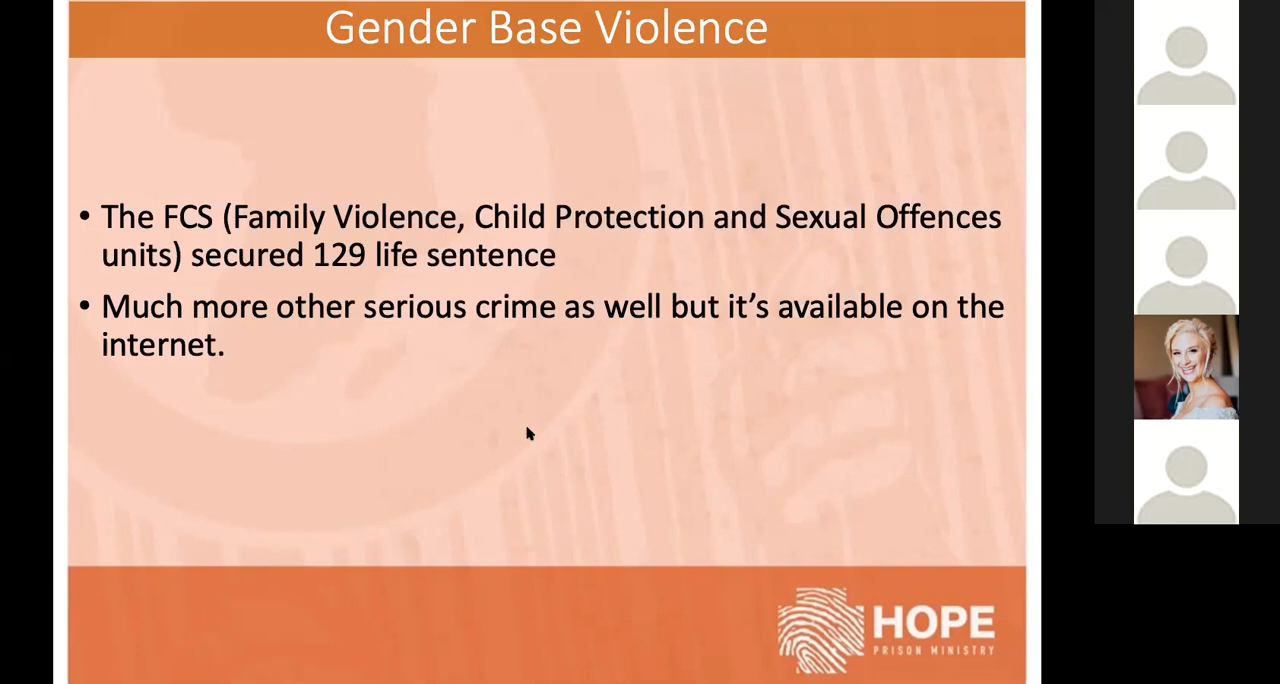 Gender Base Violence
• The FCS (Family Violence, Child Protection and Sexual Offences
units) secured 129 life sentence
• Much more other serious crime as well but it’s available on the
internet.
HOPE
PRISON MINISTRY